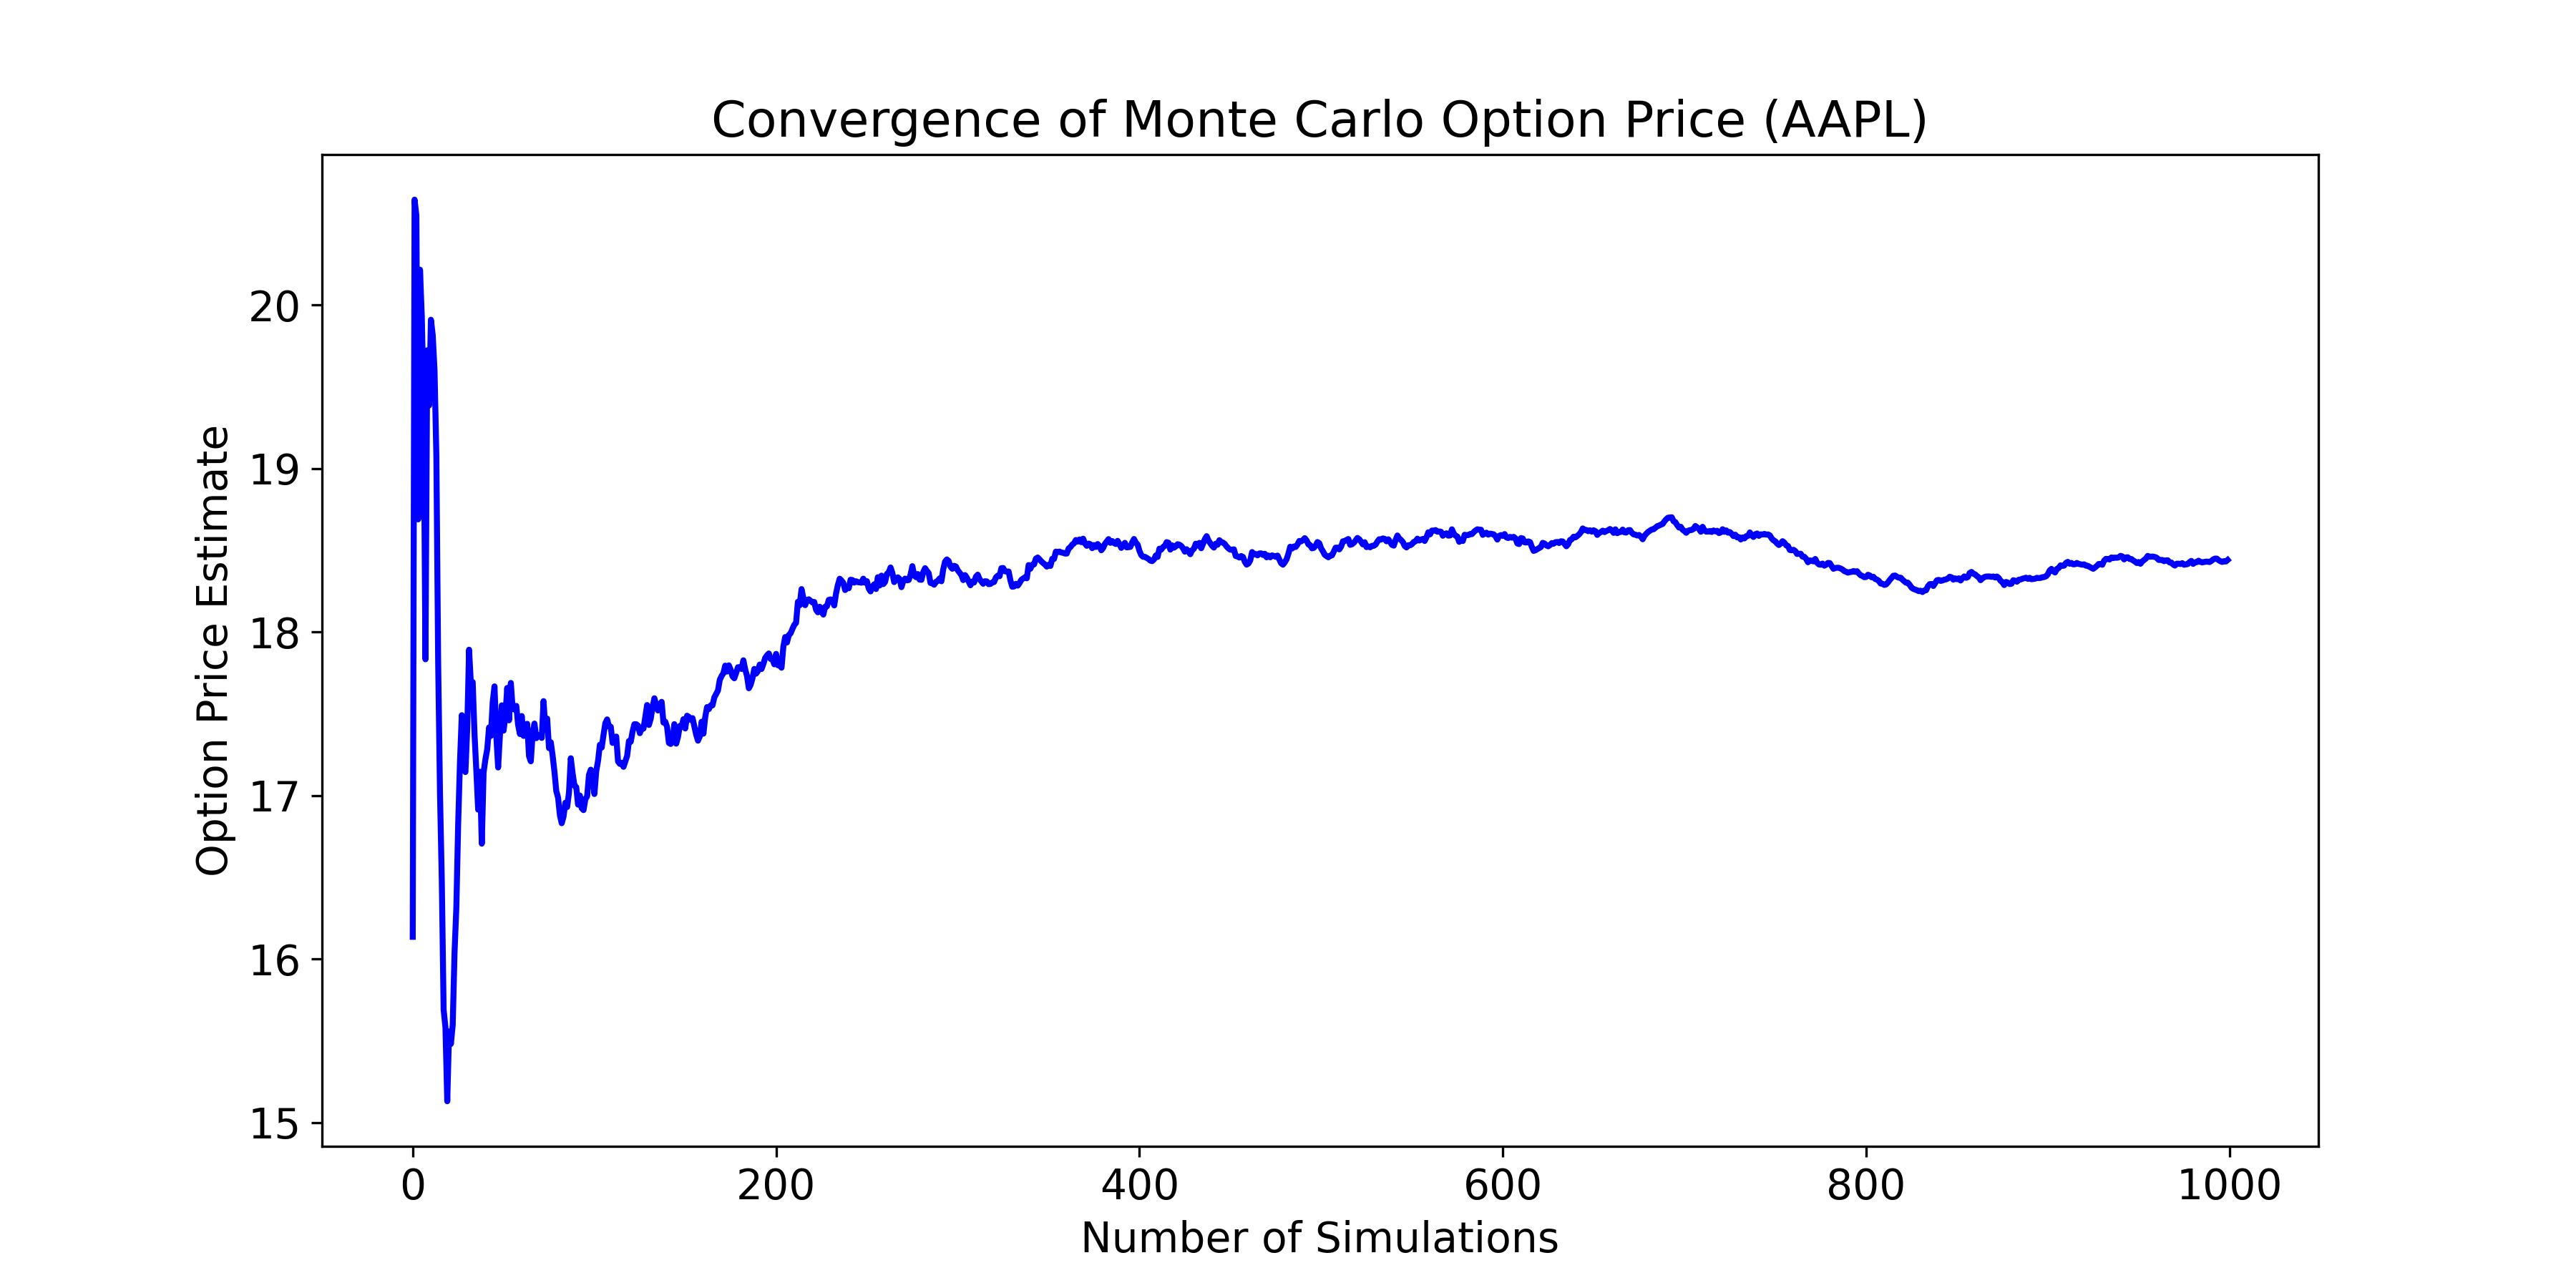 Convergence of Monte Carlo Option Price (AAPL)
Option Price Estimate
20
19
18
17
16
15
0 200 400 600 800 1000
Number of Simulations